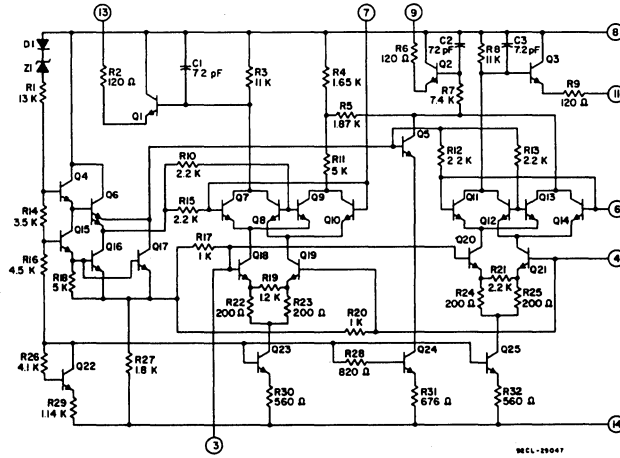 13
7
9
8
D1
Z1
R1
13 K
R2
120 Ω
C1
72 pF
R3
11 K
R4
1.65 K
R5
1.87 K
R6
120 Ω
C2
72 pF
Q2
R7
7.4 K
R8
11 K
C3
7.2 pF
Q3
R9
120 Ω
11
Q1
Q5
Q4
Q6
R10
2.2 K
R11
5 K
R12
2.2 K
R13
2.2 K
R14
3.5 K
Q15
Q16
Q17
R15
2.2 K
Q7
Q8
Q9
Q10
Q11
Q12
Q13
Q14
6
R16
4.5 K
R18
5 K
R17
1 K
Q18
Q19
R19
1.2 K
Q20
Q21
R21
2.2 K
4
R22
200 Ω
R23
200 Ω
R20
1 K
R24
200 Ω
R25
200 Ω
R26
4.1 K
Q22
R27
1.8 K
Q23
R28
820 Ω
Q24
Q25
R29
1.14 K
R30
560 Ω
R31
676 Ω
R32
560 Ω
14
3
92CL-29047